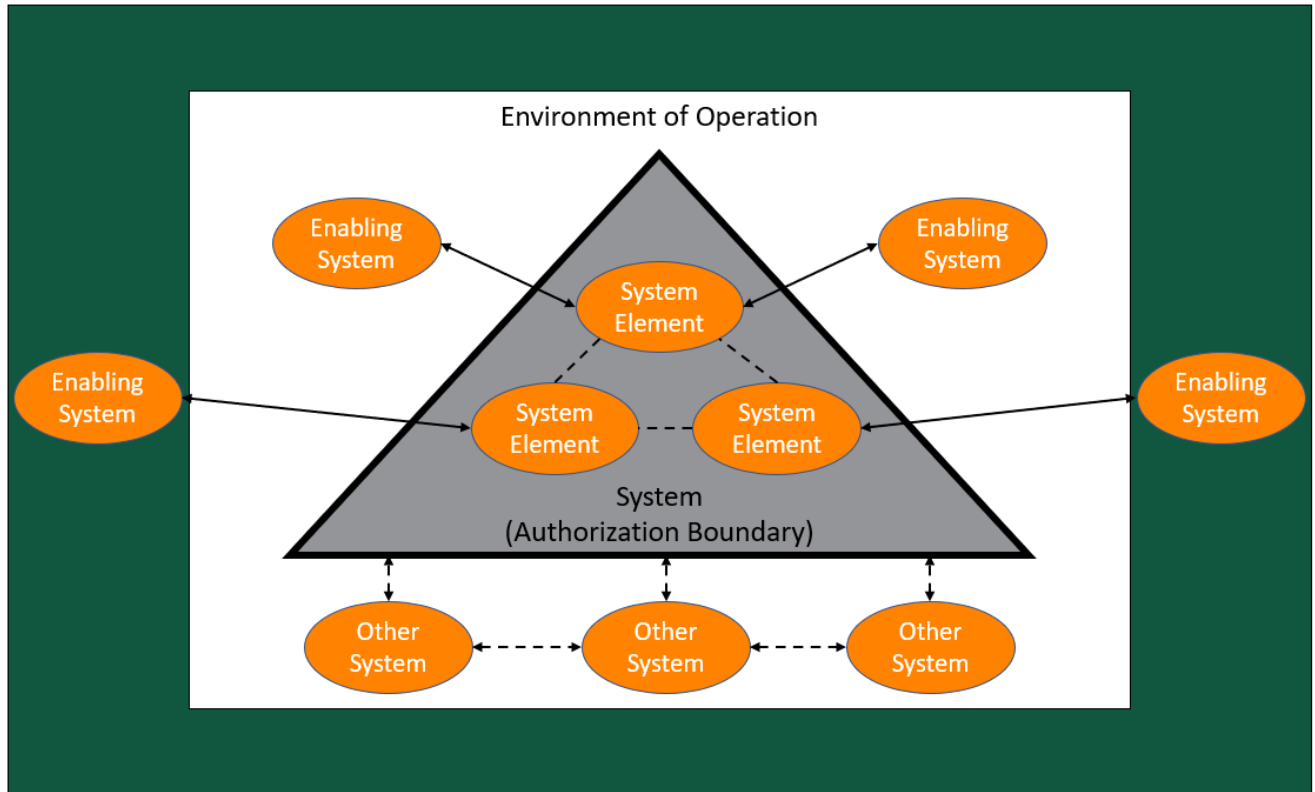 Environment of Operation
Enabling
System
Enabling
System
System
Element
Enabling
System
Enabling
System
System
Element
System
Element
System
(Authorization Boundary)
Other
System
Other
System
Other
System